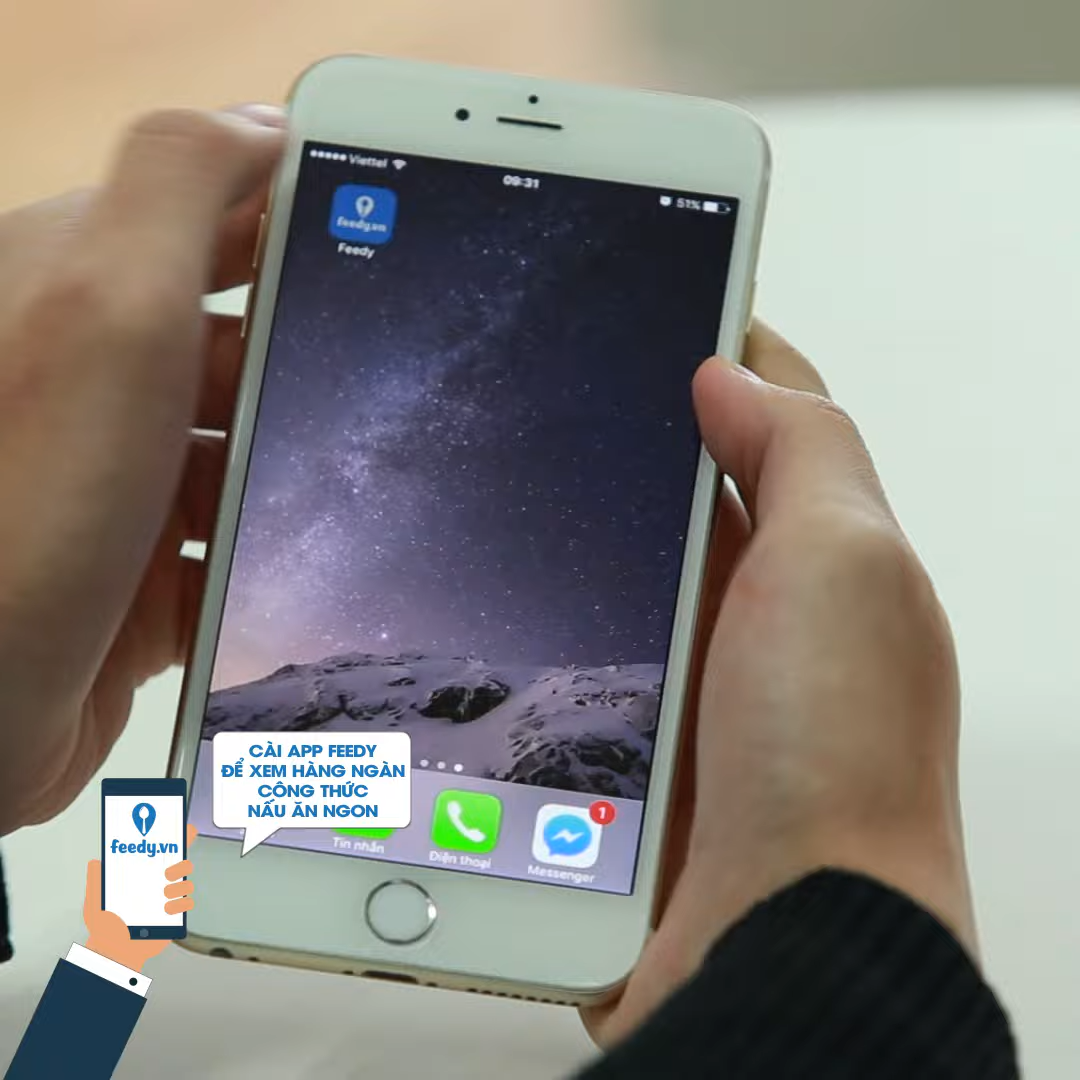 Viettel
09:31
51%
feedy.vn
Feedy
CÀI APP FEEDY
ĐỂ XEM HÀNG NGÀN
CÔNG THỨC
NẤU ĂN NGON
feedy.vn
Tin nhắn
Điện thoại
1
Messenger